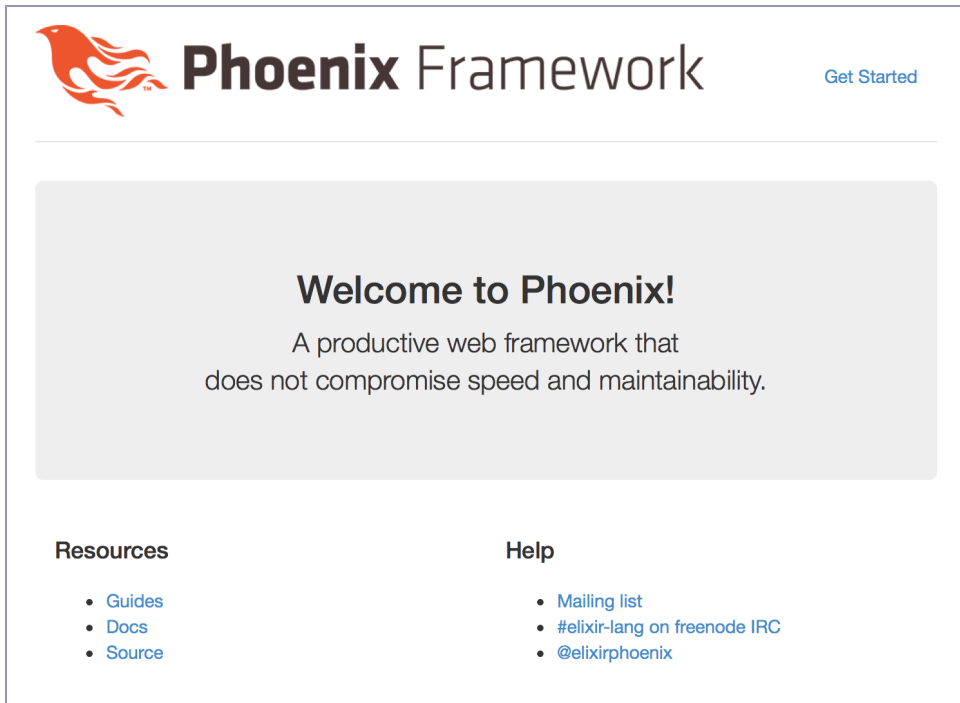 Phoenix Framework
TM
Get Started
Welcome to Phoenix!
A productive web framework that
does not compromise speed and maintainability.
Resources
Guides
Docs
Source
Help
Mailing list
#elixir-lang on freenode IRC
@elixirphoenix